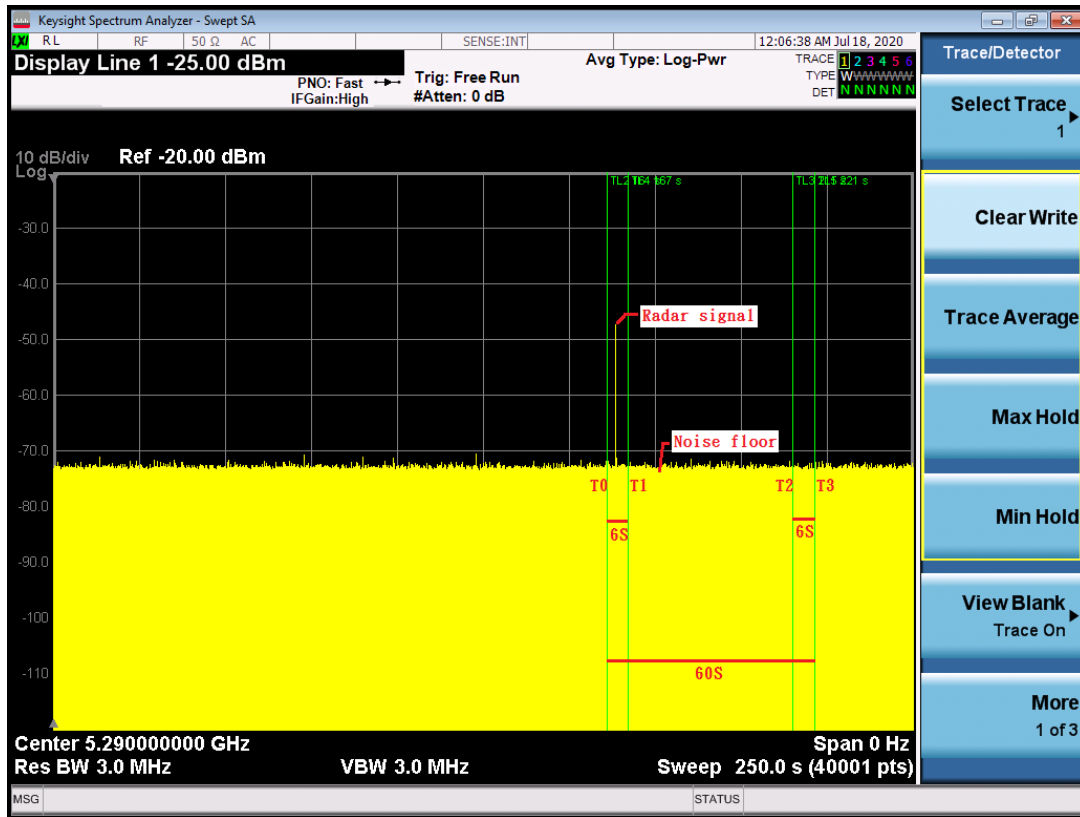 Keysight Spectrum Analyzer - Swept SA
LXI RL RF 50 Ω AC SENSE:INT 12:06:38 AM Jul 18, 2020
Display Line 1 -25.00 dBm
Avg Type: Log-Pwr
PNO: Fast
IFGain:High
Trig: Free Run
#Atten: 0 dB
TRACE 1 2 3 4 5 6
TYPE WWWWWW
DET N N N N N N
10 dB/div Ref -20.00 dBm
Log
-30.0
-40.0
-50.0
-60.0
-70.0
-80.0
-90.0
-100
-110
Radar signal
Noise floor
T0 T1 T2 T3
6S 6S
60S
Center 5.290000000 GHz Span 0 Hz
Res BW 3.0 MHz VBW 3.0 MHz Sweep 250.0 s (40001 pts)
MSG STATUS
Trace/Detector
Select Trace
1
Clear Write
Trace Average
Max Hold
Min Hold
View Blank
Trace On
More
1 of 3